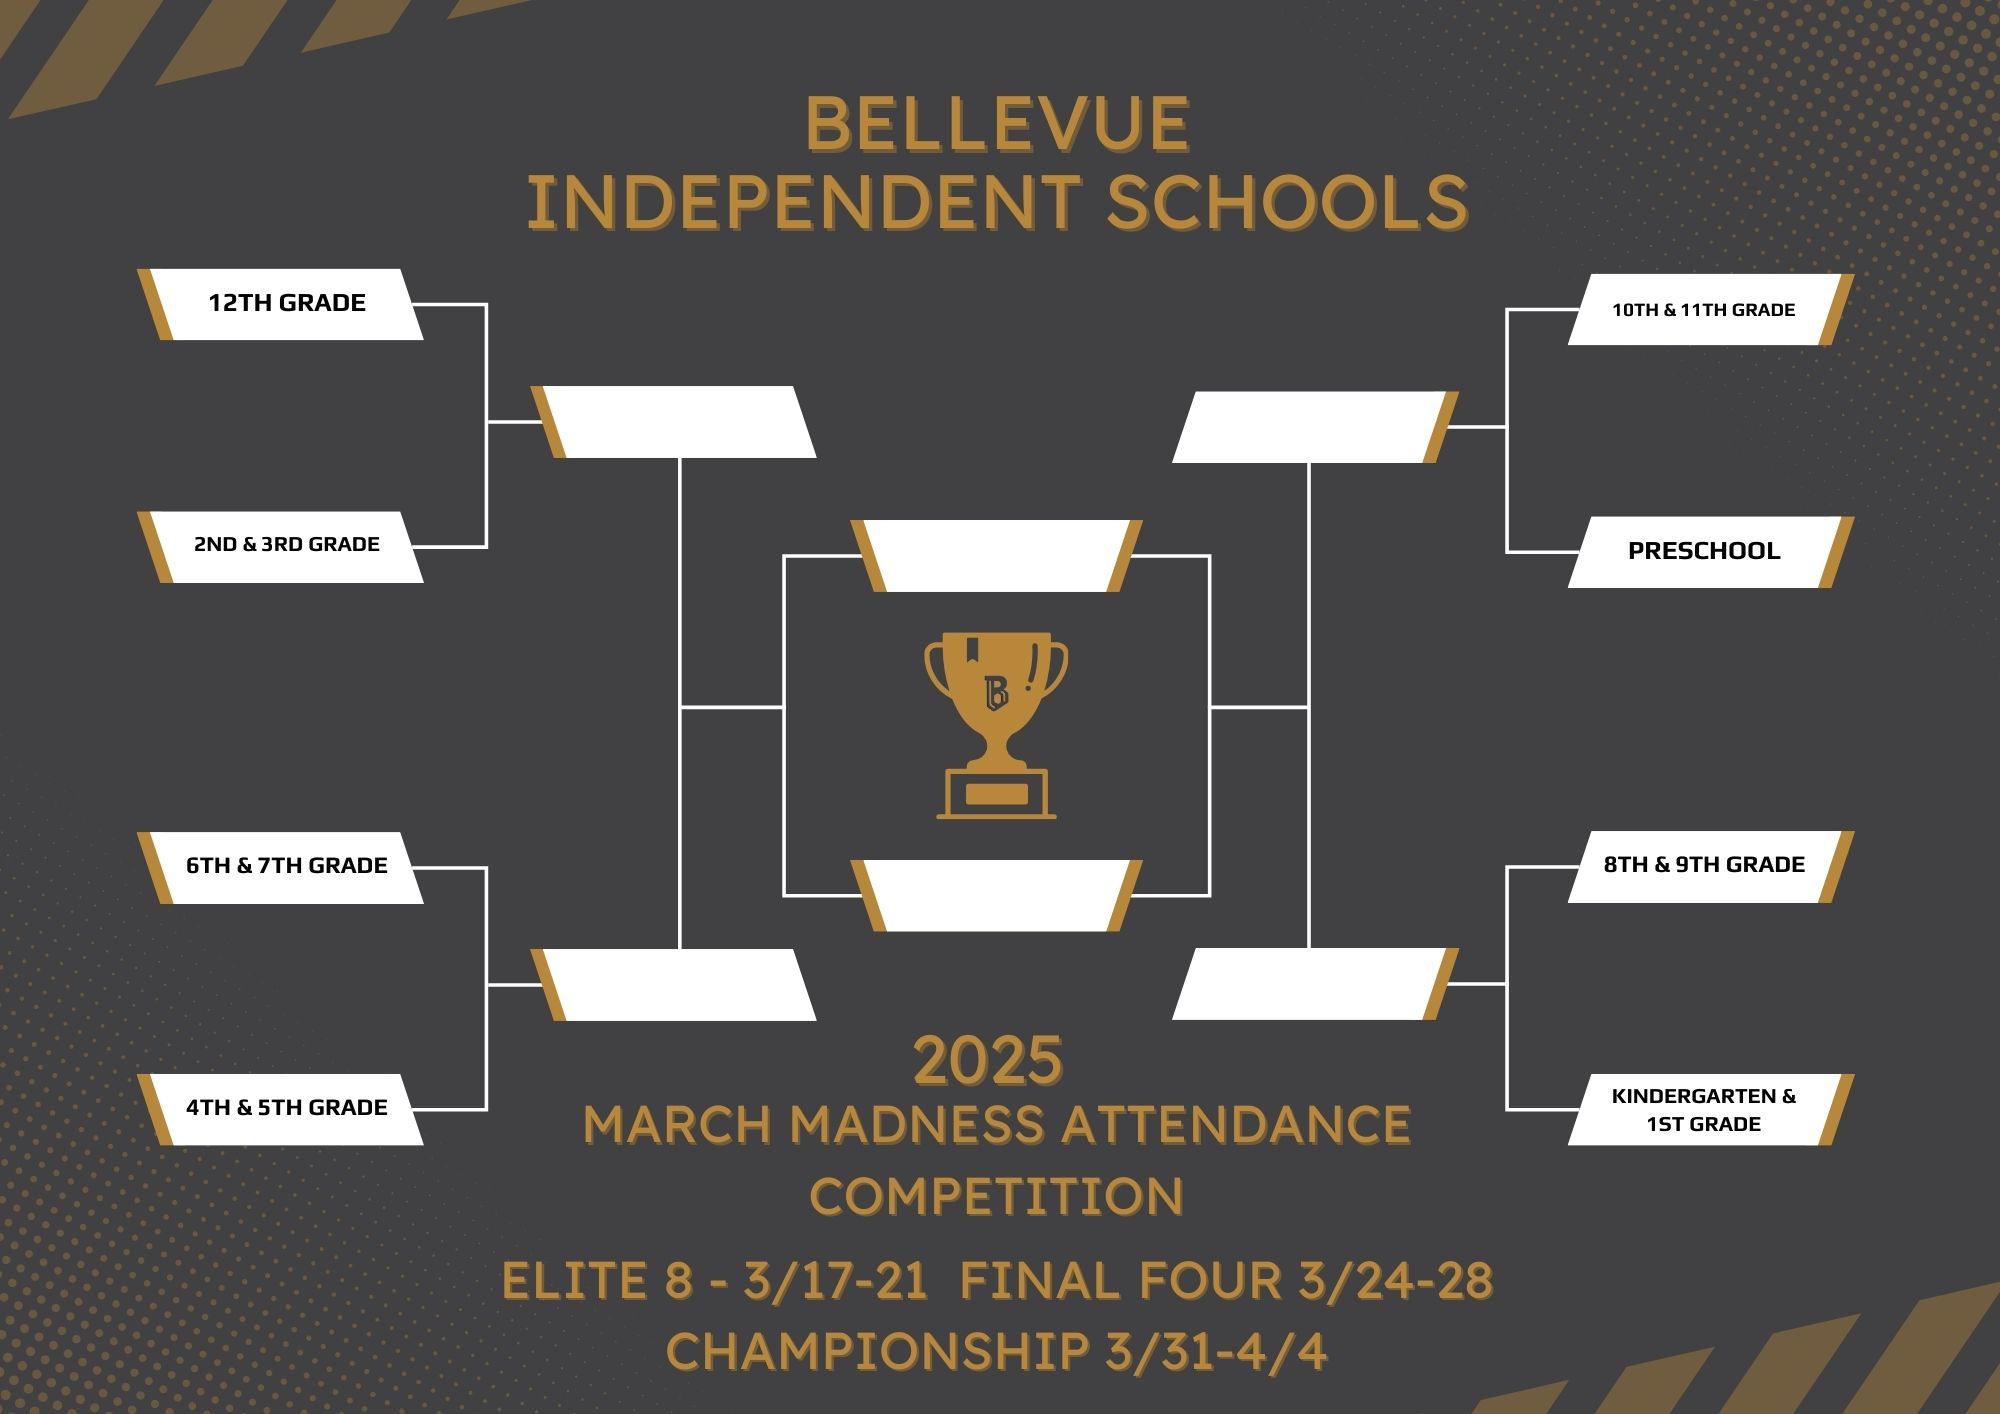 BELLEVUE
INDEPENDENT SCHOOLS
12TH GRADE
2ND & 3RD GRADE
6TH & 7TH GRADE
4TH & 5TH GRADE
10TH & 11TH GRADE
PRESCHOOL
8TH & 9TH GRADE
KINDERGARTEN &
1ST GRADE
B
2025
MARCH MADNESS ATTENDANCE
COMPETITION
ELITE 8 - 3/17-21 FINAL FOUR 3/24-28
CHAMPIONSHIP 3/31-4/4